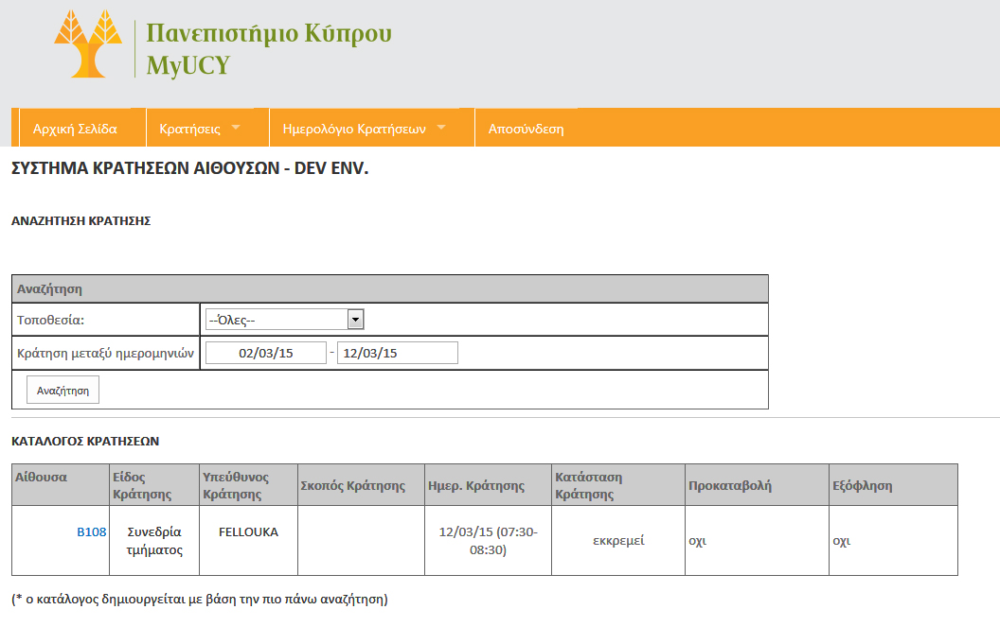 Πανεπιστήμιο Κύπρου
MyUCY
Αρχική Σελίδα Κρατήσεις Ημερολόγιο Κρατήσεων Αποσύνδεση
ΣΥΣΤΗΜΑ ΚΡΑΤΗΣΕΩΝ ΑΙΘΟΥΣΩΝ - DEV ENV.
ΑΝΑΖΗΤΗΣΗ ΚΡΑΤΗΣΗΣ
Αναζήτηση
Τοποθεσία: --Όλες--
Κράτηση μεταξύ ημερομηνιών 02/03/15 - 12/03/15
Αναζήτηση
ΚΑΤΑΛΟΓΟΣ ΚΡΑΤΗΣΕΩΝ
Αίθουσα Είδος Κράτησης Υπεύθυνος Κράτησης Σκοπός Κράτησης Ημερ. Κράτησης Κατάσταση Κράτησης Προκαταβολή Εξόφληση
B108 Συνεδρία τμήματος FELLOUKA 12/03/15 (07:30-08:30) εκκρεμεί οχι οχι
(* ο κατάλογος δημιουργείται με βάση την πιο πάνω αναζήτηση)